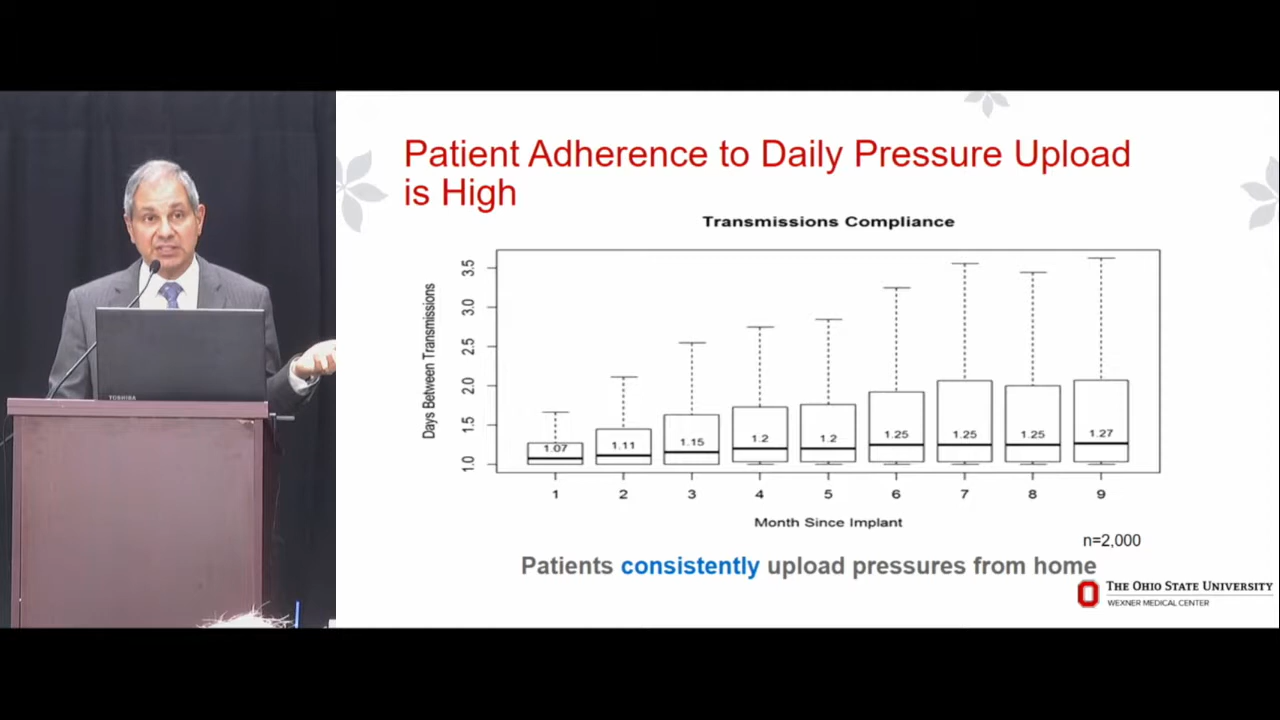 Patient Adherence to Daily Pressure Upload
is High
Transmissions Compliance
Days Between Transmissions
3.5
3.0
2.5
2.0
1.5
1.0
1.07
1.11
1.15
1.2
1.2
1.25
1.25
1.25
1.27
1 2 3 4 5 6 7 8 9
Month Since Implant
n=2,000
Patients consistently upload pressures from home
THE OHIO STATE UNIVERSITY
WEXNER MEDICAL CENTER
TOSHIBA